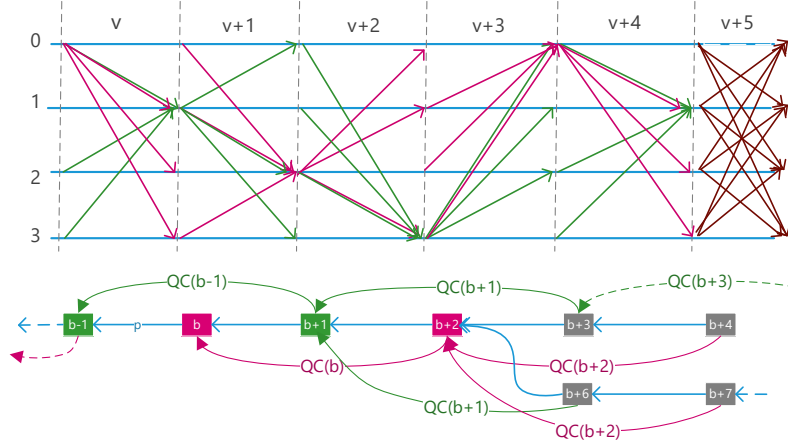 v v+1 v+2 v+3 v+4 v+5
0
1
2
3
QC(b-1) QC(b+1) QC(b+3)
b-1 p b b+1 b+2 b+3 b+4
QC(b) QC(b+2)
b+6 b+7
QC(b+1)
QC(b+2)